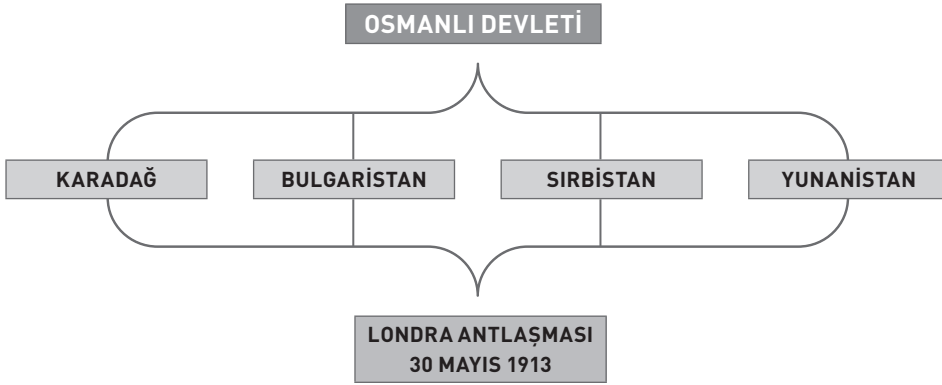 OSMANLI DEVLETİ
KARADAĞ
BULGARİSTAN
SIRBİSTAN
YUNANİSTAN
LONDRA ANTLAŞMASI
30 MAYIS 1913